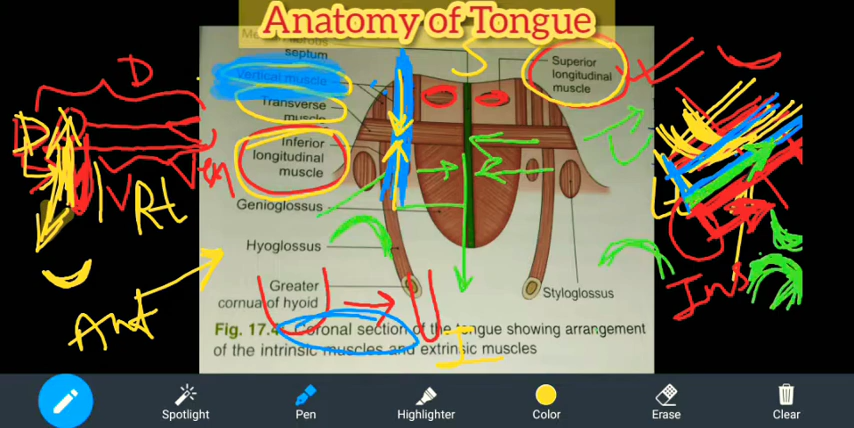 Anatomy of Tongue
septum
Vertical muscle
Transverse
muscle
Inferior
longitudinal
muscle
Genioglossus
Hyoglossus
Greater
cornua of hyoid
Superior
longitudinal
muscle
Styloglossus
Fig. 17.4: Coronal section of the tongue showing arrangement
of the intrinsic muscles and extrinsic muscles
D
V
Rt
Ant
Ven
Ins
I
Spotlight
Pen
Highlighter
Color
Erase
Clear